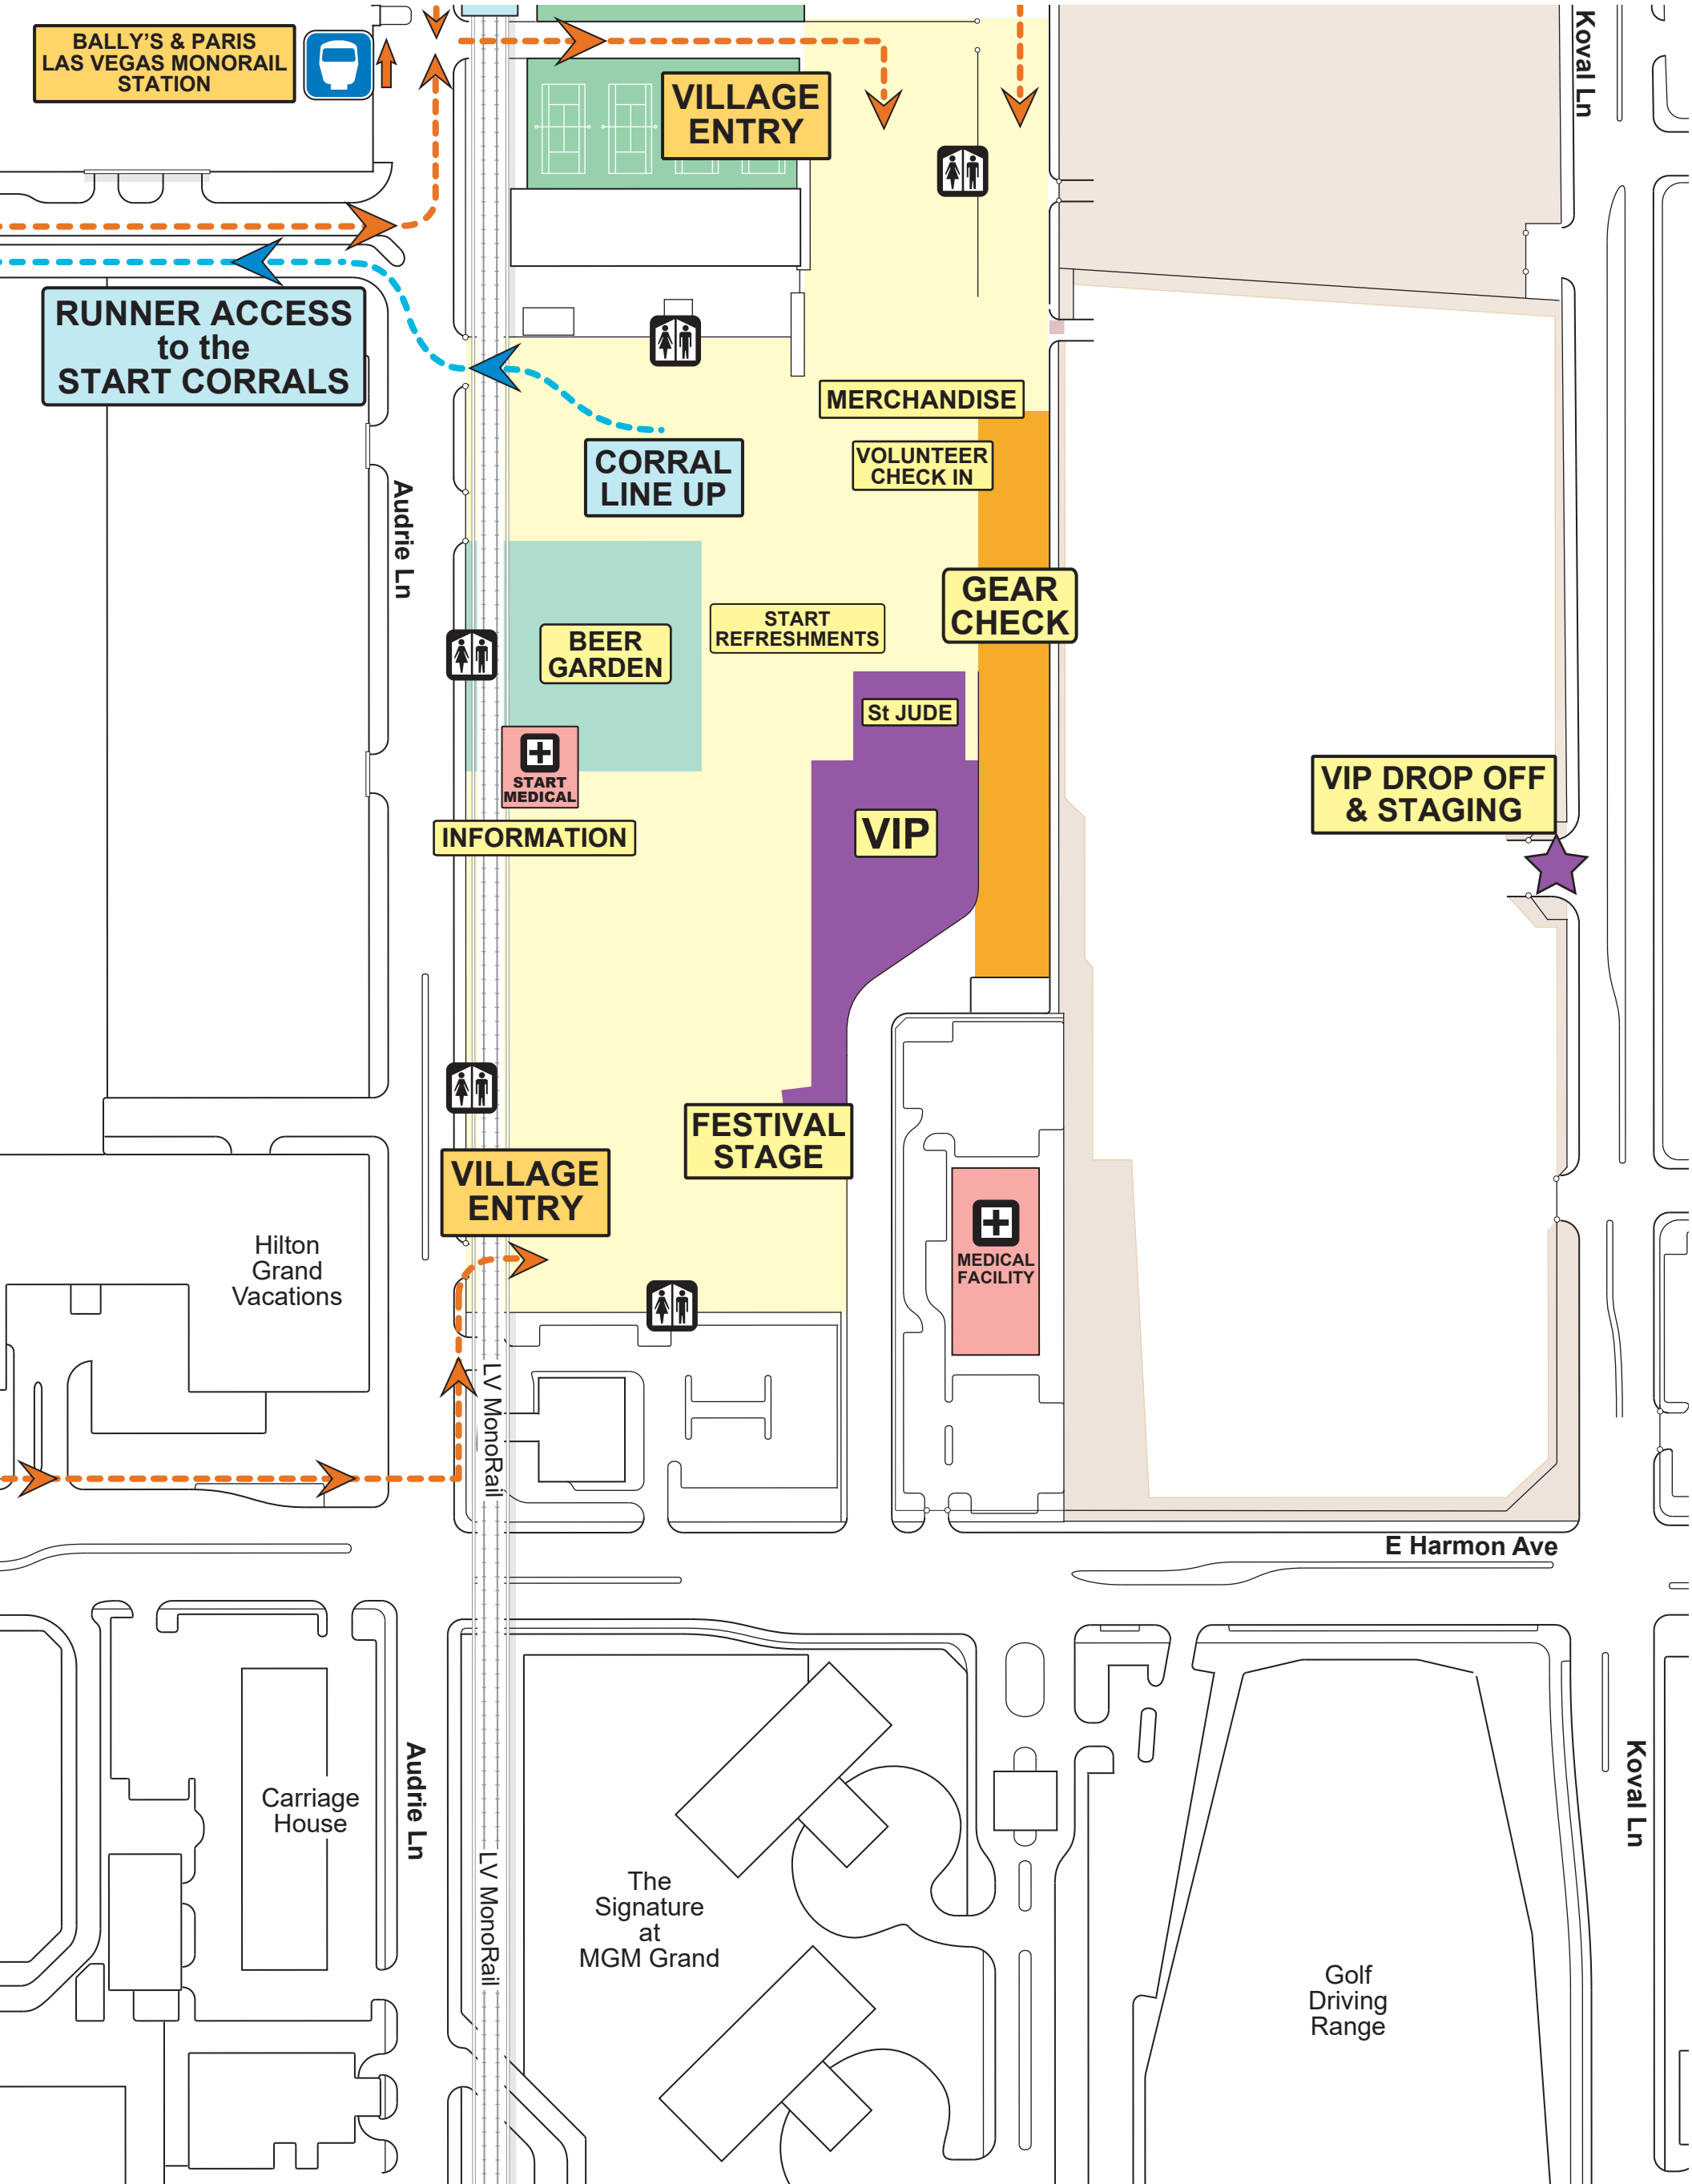 BALLY'S & PARIS
LAS VEGAS MONORAIL
STATION
Koval Ln
VILLAGE
ENTRY
RUNNER ACCESS
to the
START CORRALS
MERCHANDISE
VOLUNTEER
CHECK IN
CORRAL
LINE UP
Audrie Ln
GEAR
CHECK
START
REFRESHMENTS
BEER
GARDEN
St JUDE
START
MEDICAL
VIP DROP OFF
& STAGING
INFORMATION
VIP
FESTIVAL
STAGE
VILLAGE
ENTRY
MEDICAL
FACILITY
Hilton
Grand
Vacations
LV MonoRail
E Harmon Ave
Audrie Ln
Koval Ln
Carriage
House
LV MonoRail
The
Signature
at
MGM Grand
Golf
Driving
Range